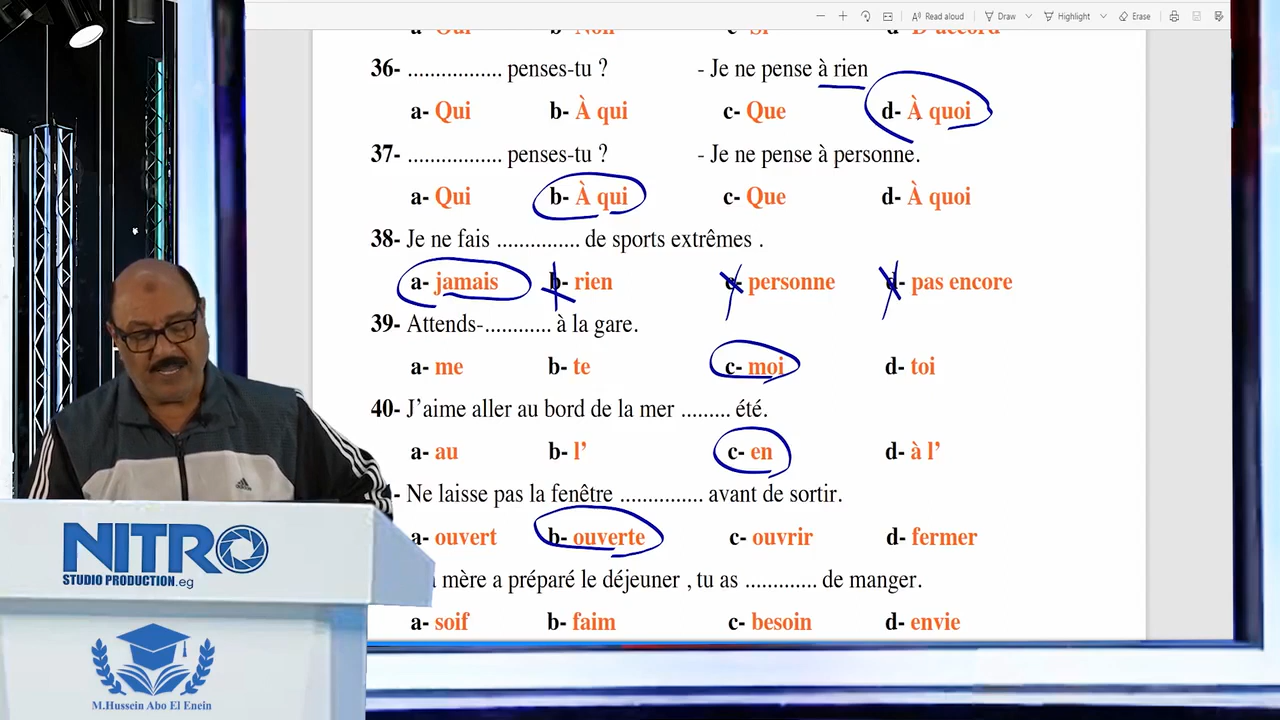 Read aloud
Draw
Highlight
Erase
36- ................. penses-tu ? - Je ne pense à rien
a- Qui b- À qui c- Que d- À quoi
37- ................. penses-tu ? - Je ne pense à personne.
a- Qui b- À qui c- Que d- À quoi
38- Je ne fais ............... de sports extrêmes .
a- jamais b- rien c- personne d- pas encore
39- Attends-............ à la gare.
a- me b- te c- moi d- toi
40- J’aime aller au bord de la mer ......... été.
a- au b- l’ c- en d- à l’
- Ne laisse pas la fenêtre ............... avant de sortir.
a- ouvert b- ouverte c- ouvrir d- fermer
mère a préparé le déjeuner , tu as ............. de manger.
a- soif b- faim c- besoin d- envie
NITRO
STUDIO PRODUCTION.eg
M.Hussein Abo El Enein